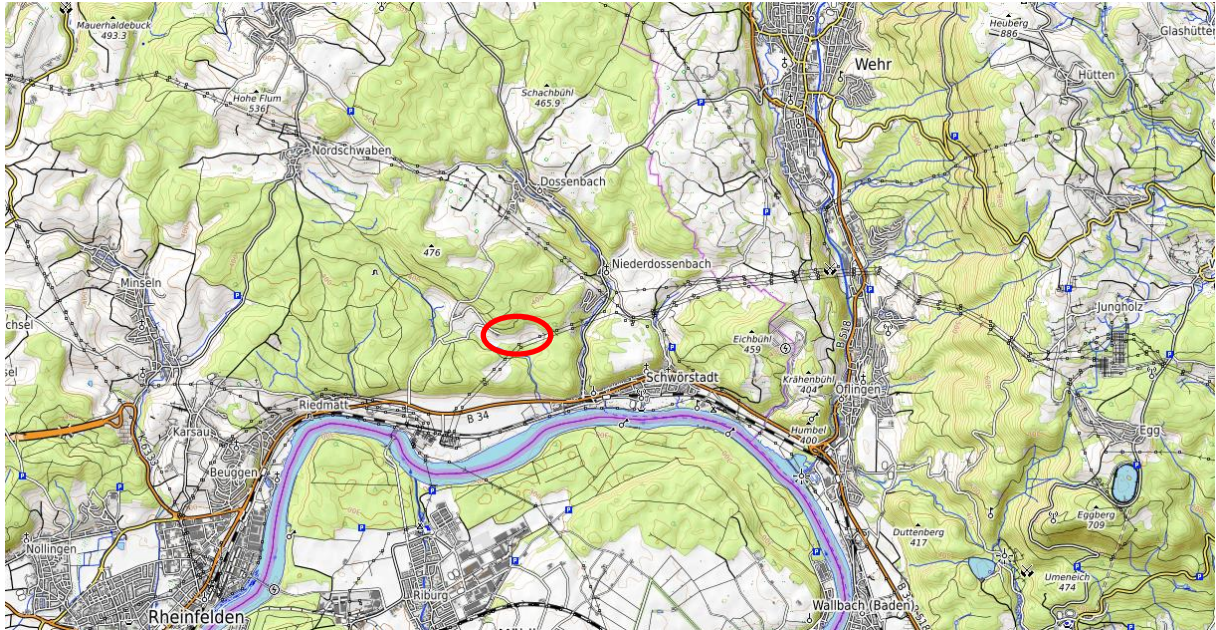 Mauerhaldebuck
493.3
Heuberg
886
Glashütten
Wehr
Hütten
Hohe Flum
536
Schachbühl
465.9
Nordschwaben
Dossenbach
476
Niederdossenbach
Minseln
Jungholz
B 518
Eichbühl
459
Schwörstadt
Krähenbühl
404
Öflingen
Riedmatt
B 34
Karsau
Humbel
400
Egg
Beuggen
Eggberg
709
Duttenberg
417
Nollingen
Umeneich
474
Riburg
Rheinfelden
Wallbach (Baden)
B 518